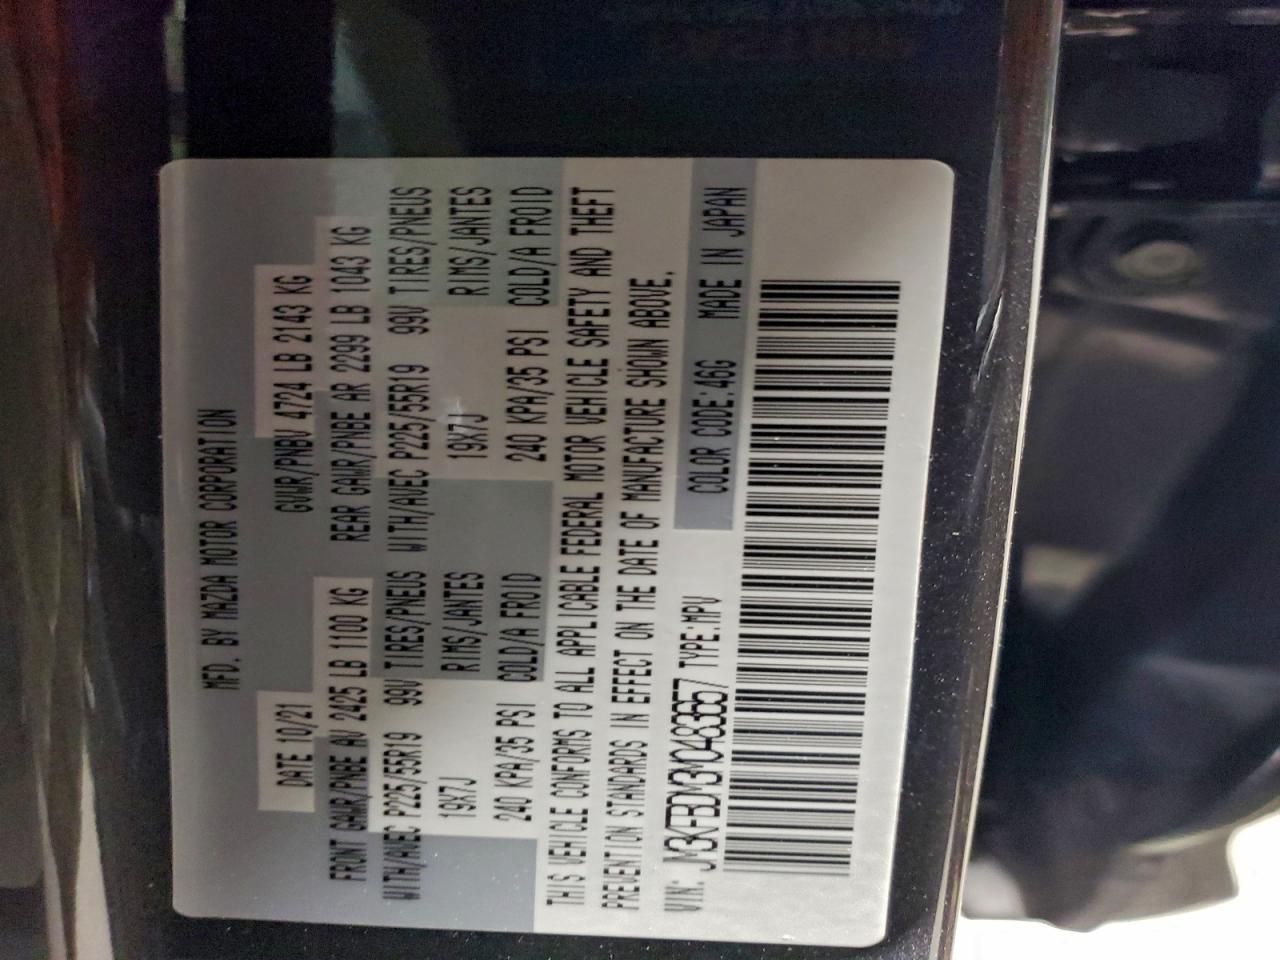 MFD. BY MAZDA MOTOR CORPORATION
DATE 10/21 GVWR/PNBV 4724 LB 2143 KG
FRONT GAWR/PNBE AV 2425 LB 1100 KG REAR GAWR/PNBE AR 2299 LB 1043 KG
WITH/AVEC P225/55R19 99V TIRES/PNEUS WITH/AVEC P225/55R19 99V TIRES/PNEUS
19X7J RIMS/JANTES 19X7J RIMS/JANTES
240 KPA/35 PSI COLD/A FROID 240 KPA/35 PSI COLD/A FROID
THIS VEHICLE CONFORMS TO ALL APPLICABLE FEDERAL MOTOR VEHICLE SAFETY AND THEFT
PREVENTION STANDARDS IN EFFECT ON THE DATE OF MANUFACTURE SHOWN ABOVE.
VIN: TYPE:MPV COLOR CODE:46G MADE IN JAPAN